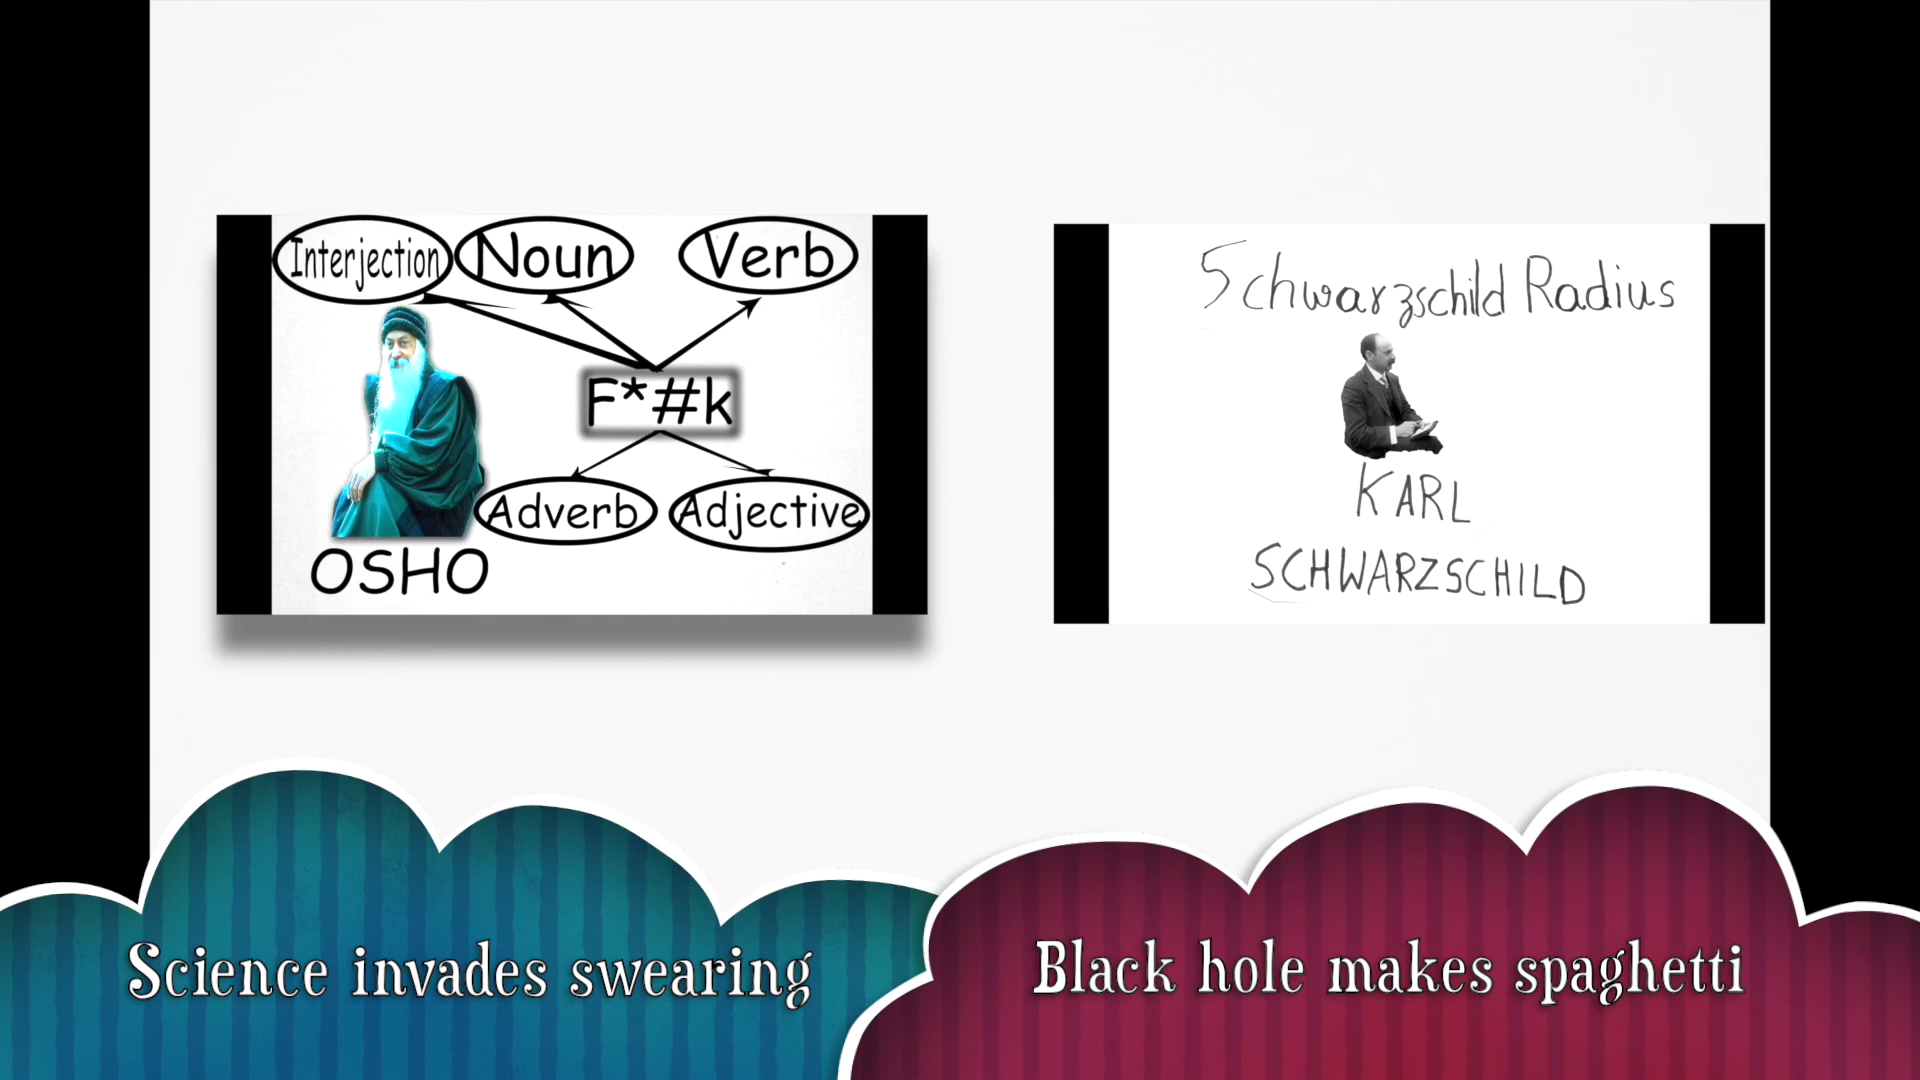 Interjection Noun Verb
F*#k
Adverb Adjective
OSHO
Schwarzschild Radius
KARL
SCHWARZSCHILD
Science invades swearing
Black hole makes spaghetti